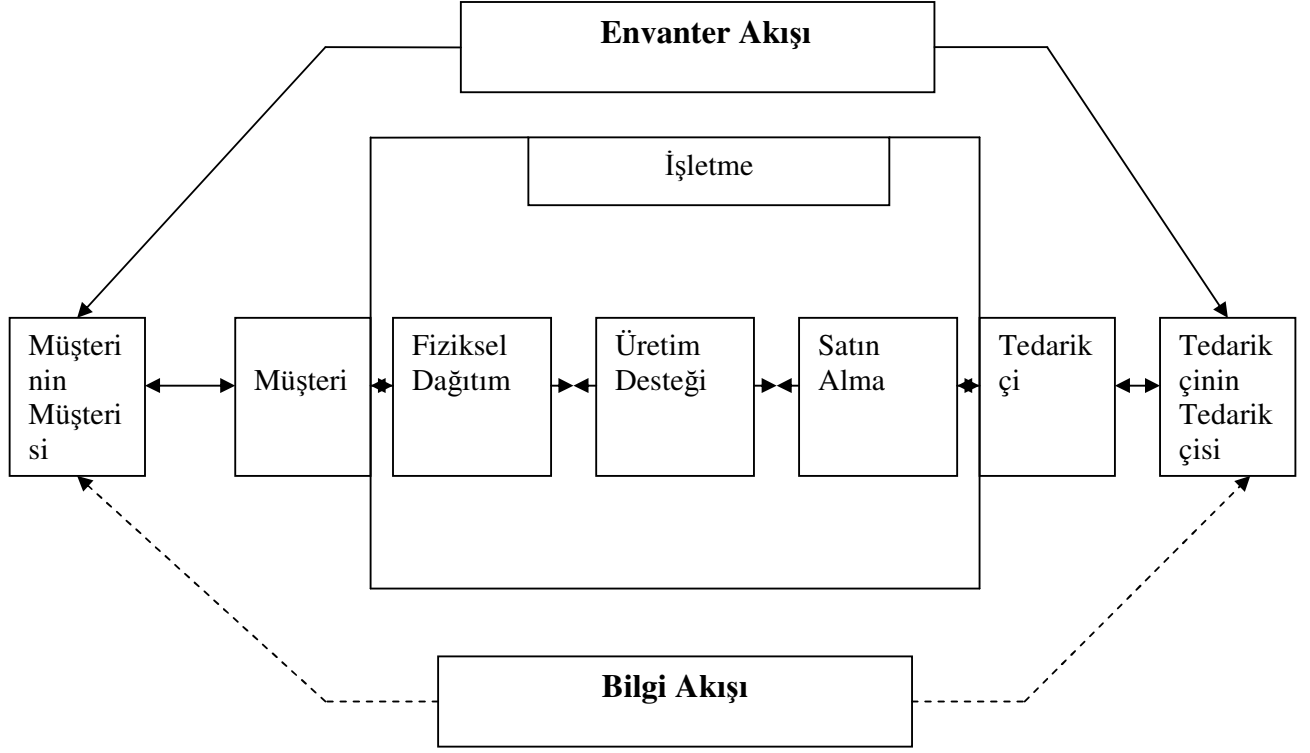 Envanter Akışı
İşletme
Müşteri
nin
Müşteri
si
Müşteri
Fiziksel
Dağıtım
Üretim
Desteği
Satın
Alma
Tedarik
çi
Tedarik
çinin
Tedarik
çisi
Bilgi Akışı